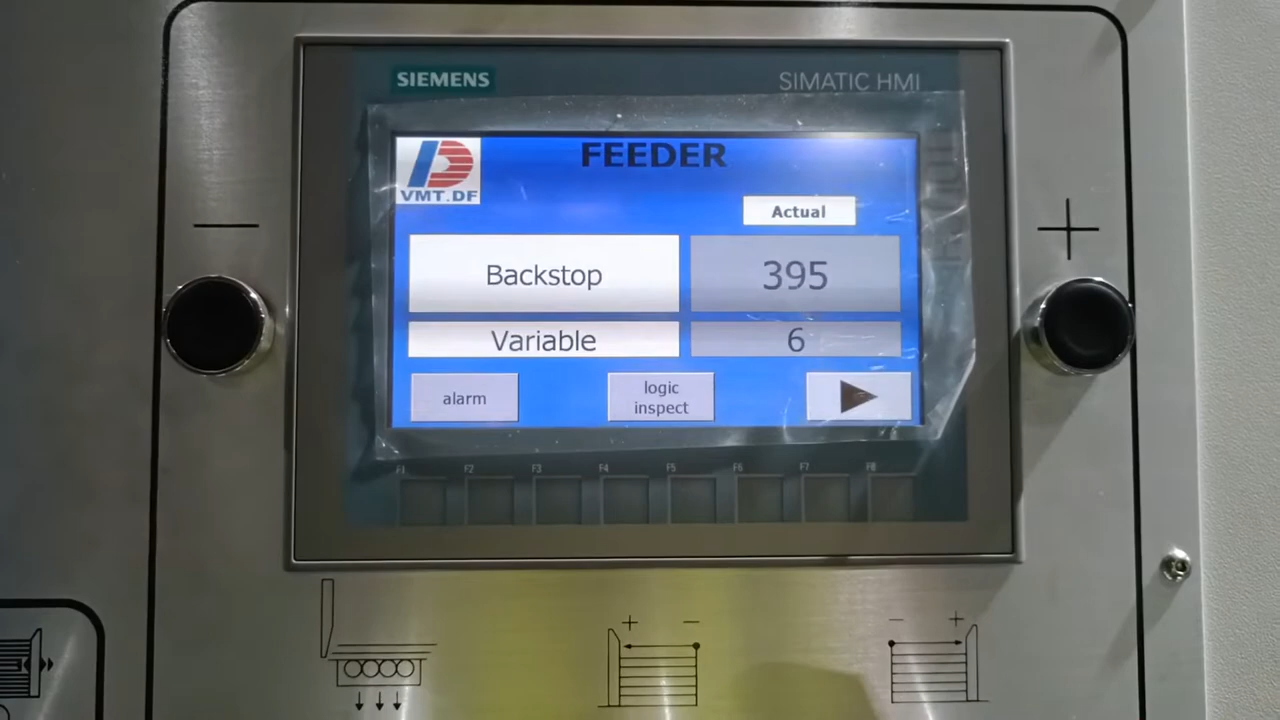 SIEMENS
SIMATIC HMI
FEEDER
VMT.DF
Actual
Backstop
395
Variable
6
alarm
logic
inspect
F1 F2 F3 F4 F5 F6 F7 F8
+ −
− +